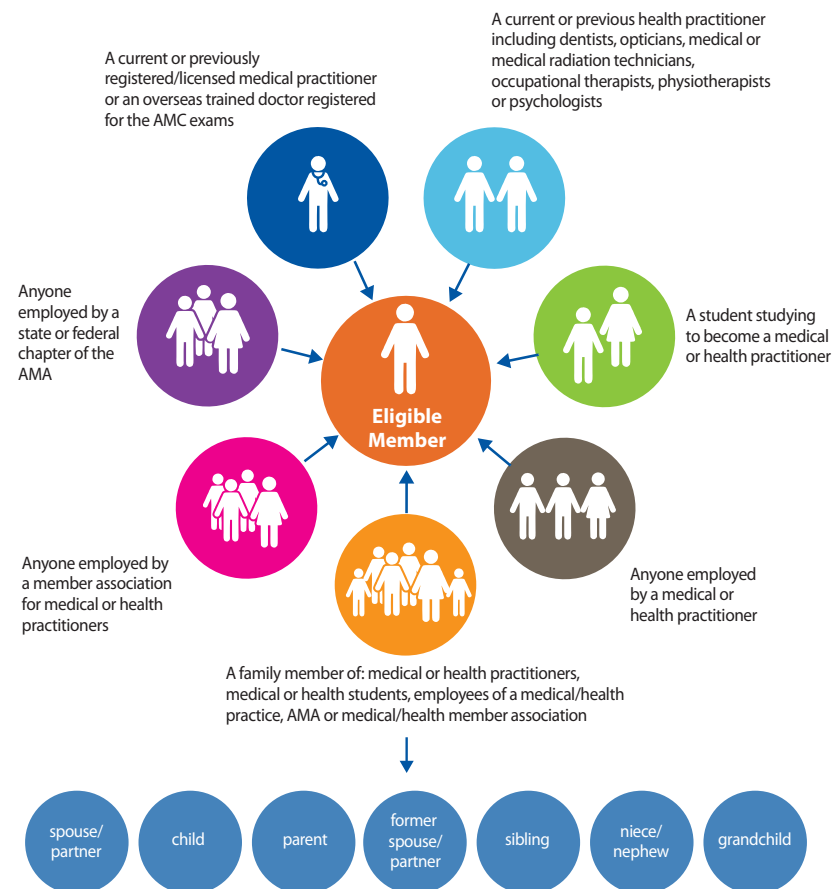 A current or previously
registered/licensed medical practitioner
or an overseas trained doctor registered
for the AMC exams
A current or previous health practitioner
including dentists, opticians, medical or
medical radiation technicians,
occupational therapists, physiotherapists
or psychologists
Anyone
employed by a
state or federal
chapter of the
AMA
A student studying
to become a medical
or health practitioner
Eligible
Member
Anyone employed by
a member association
for medical or health
practitioners
Anyone employed
by a medical or
health practitioner
A family member of: medical or health practitioners,
medical or health students, employees of a medical/health
practice, AMA or medical/health member association
spouse/
partner
child
parent
former
spouse/
partner
sibling
niece/
nephew
grandchild